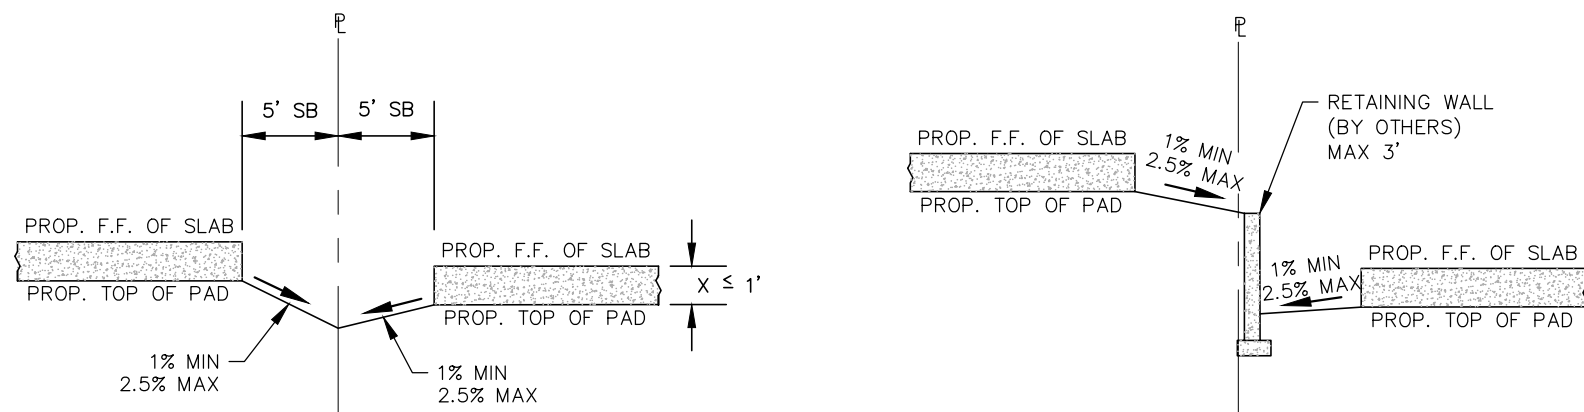 PL
5' SB
5' SB
PROP. F.F. OF SLAB
PROP. TOP OF PAD
PROP. F.F. OF SLAB
X ≤ 1'
PROP. TOP OF PAD
1% MIN
2.5% MAX
1% MIN
2.5% MAX
PL
RETAINING WALL
(BY OTHERS)
MAX 3'
PROP. F.F. OF SLAB
1% MIN
2.5% MAX
PROP. TOP OF PAD
PROP. F.F. OF SLAB
1% MIN
2.5% MAX
PROP. TOP OF PAD